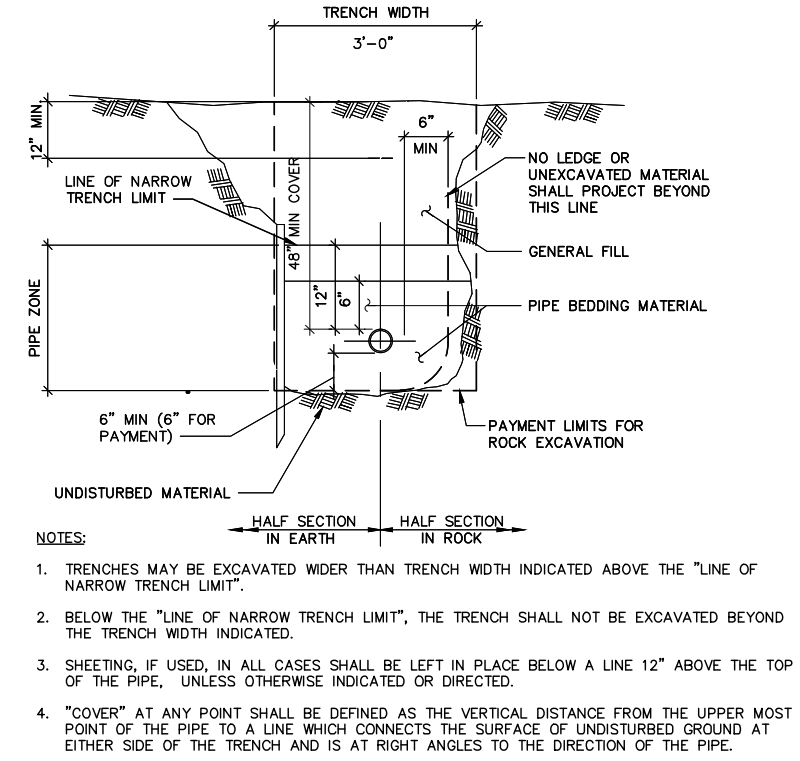 TRENCH WIDTH
3'-0"
12" MIN.
6"
MIN
48" MIN COVER
NO LEDGE OR
UNEXCAVATED MATERIAL
SHALL PROJECT BEYOND
THIS LINE
LINE OF NARROW
TRENCH LIMIT
GENERAL FILL
12"
6"
PIPE BEDDING MATERIAL
PIPE ZONE
6" MIN (6" FOR
PAYMENT)
PAYMENT LIMITS FOR
ROCK EXCAVATION
UNDISTURBED MATERIAL
HALF SECTION
IN EARTH
HALF SECTION
IN ROCK
NOTES:
1. TRENCHES MAY BE EXCAVATED WIDER THAN TRENCH WIDTH INDICATED ABOVE THE "LINE OF
NARROW TRENCH LIMIT".
2. BELOW THE "LINE OF NARROW TRENCH LIMIT", THE TRENCH SHALL NOT BE EXCAVATED BEYOND
THE TRENCH WIDTH INDICATED.
3. SHEETING, IF USED, IN ALL CASES SHALL BE LEFT IN PLACE BELOW A LINE 12" ABOVE THE TOP
OF THE PIPE, UNLESS OTHERWISE INDICATED OR DIRECTED.
4. "COVER" AT ANY POINT SHALL BE DEFINED AS THE VERTICAL DISTANCE FROM THE UPPER MOST
POINT OF THE PIPE TO A LINE WHICH CONNECTS THE SURFACE OF UNDISTURBED GROUND AT
EITHER SIDE OF THE TRENCH AND IS AT RIGHT ANGLES TO THE DIRECTION OF THE PIPE.